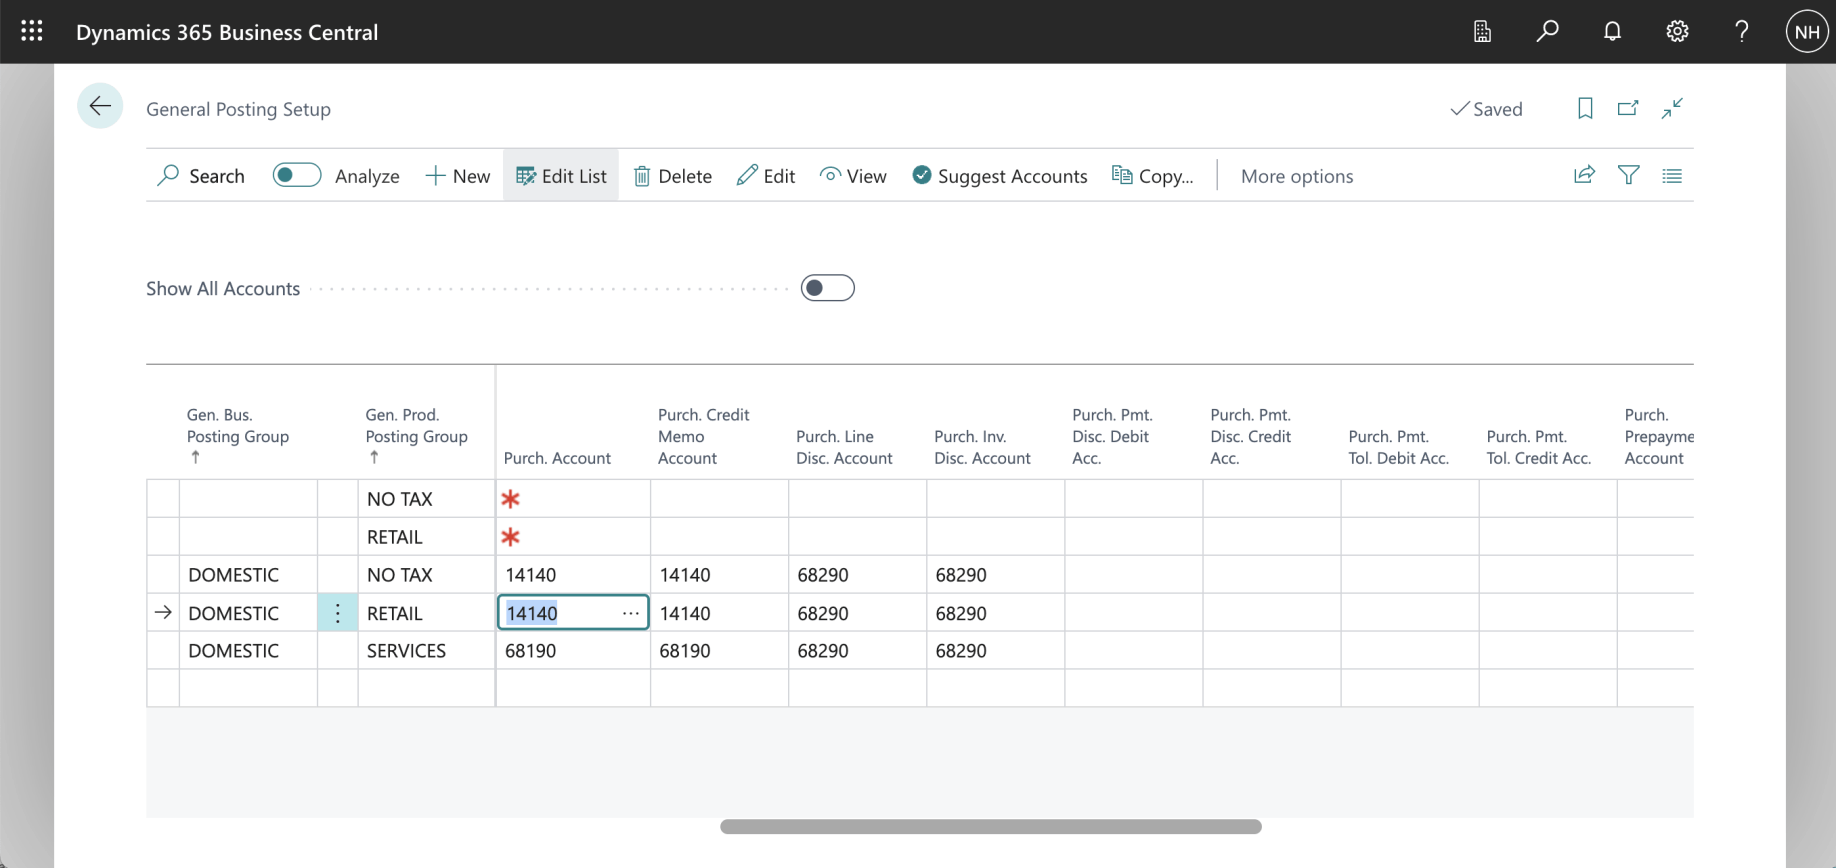 Dynamics 365 Business Central
NH
General Posting Setup
Saved
Search Analyze New Edit List Delete Edit View Suggest Accounts Copy... More options
Show All Accounts
Gen. Bus. Posting Group
Gen. Prod. Posting Group
Purch. Account
Purch. Credit Memo Account
Purch. Line Disc. Account
Purch. Inv. Disc. Account
Purch. Pmt. Disc. Debit Acc.
Purch. Pmt. Disc. Credit Acc.
Purch. Pmt. Tol. Debit Acc.
Purch. Pmt. Tol. Credit Acc.
Purch. Prepayme Account
NO TAX
RETAIL
DOMESTIC NO TAX 14140 14140 68290 68290
DOMESTIC RETAIL 14140 ... 14140 68290 68290
DOMESTIC SERVICES 68190 68190 68290 68290